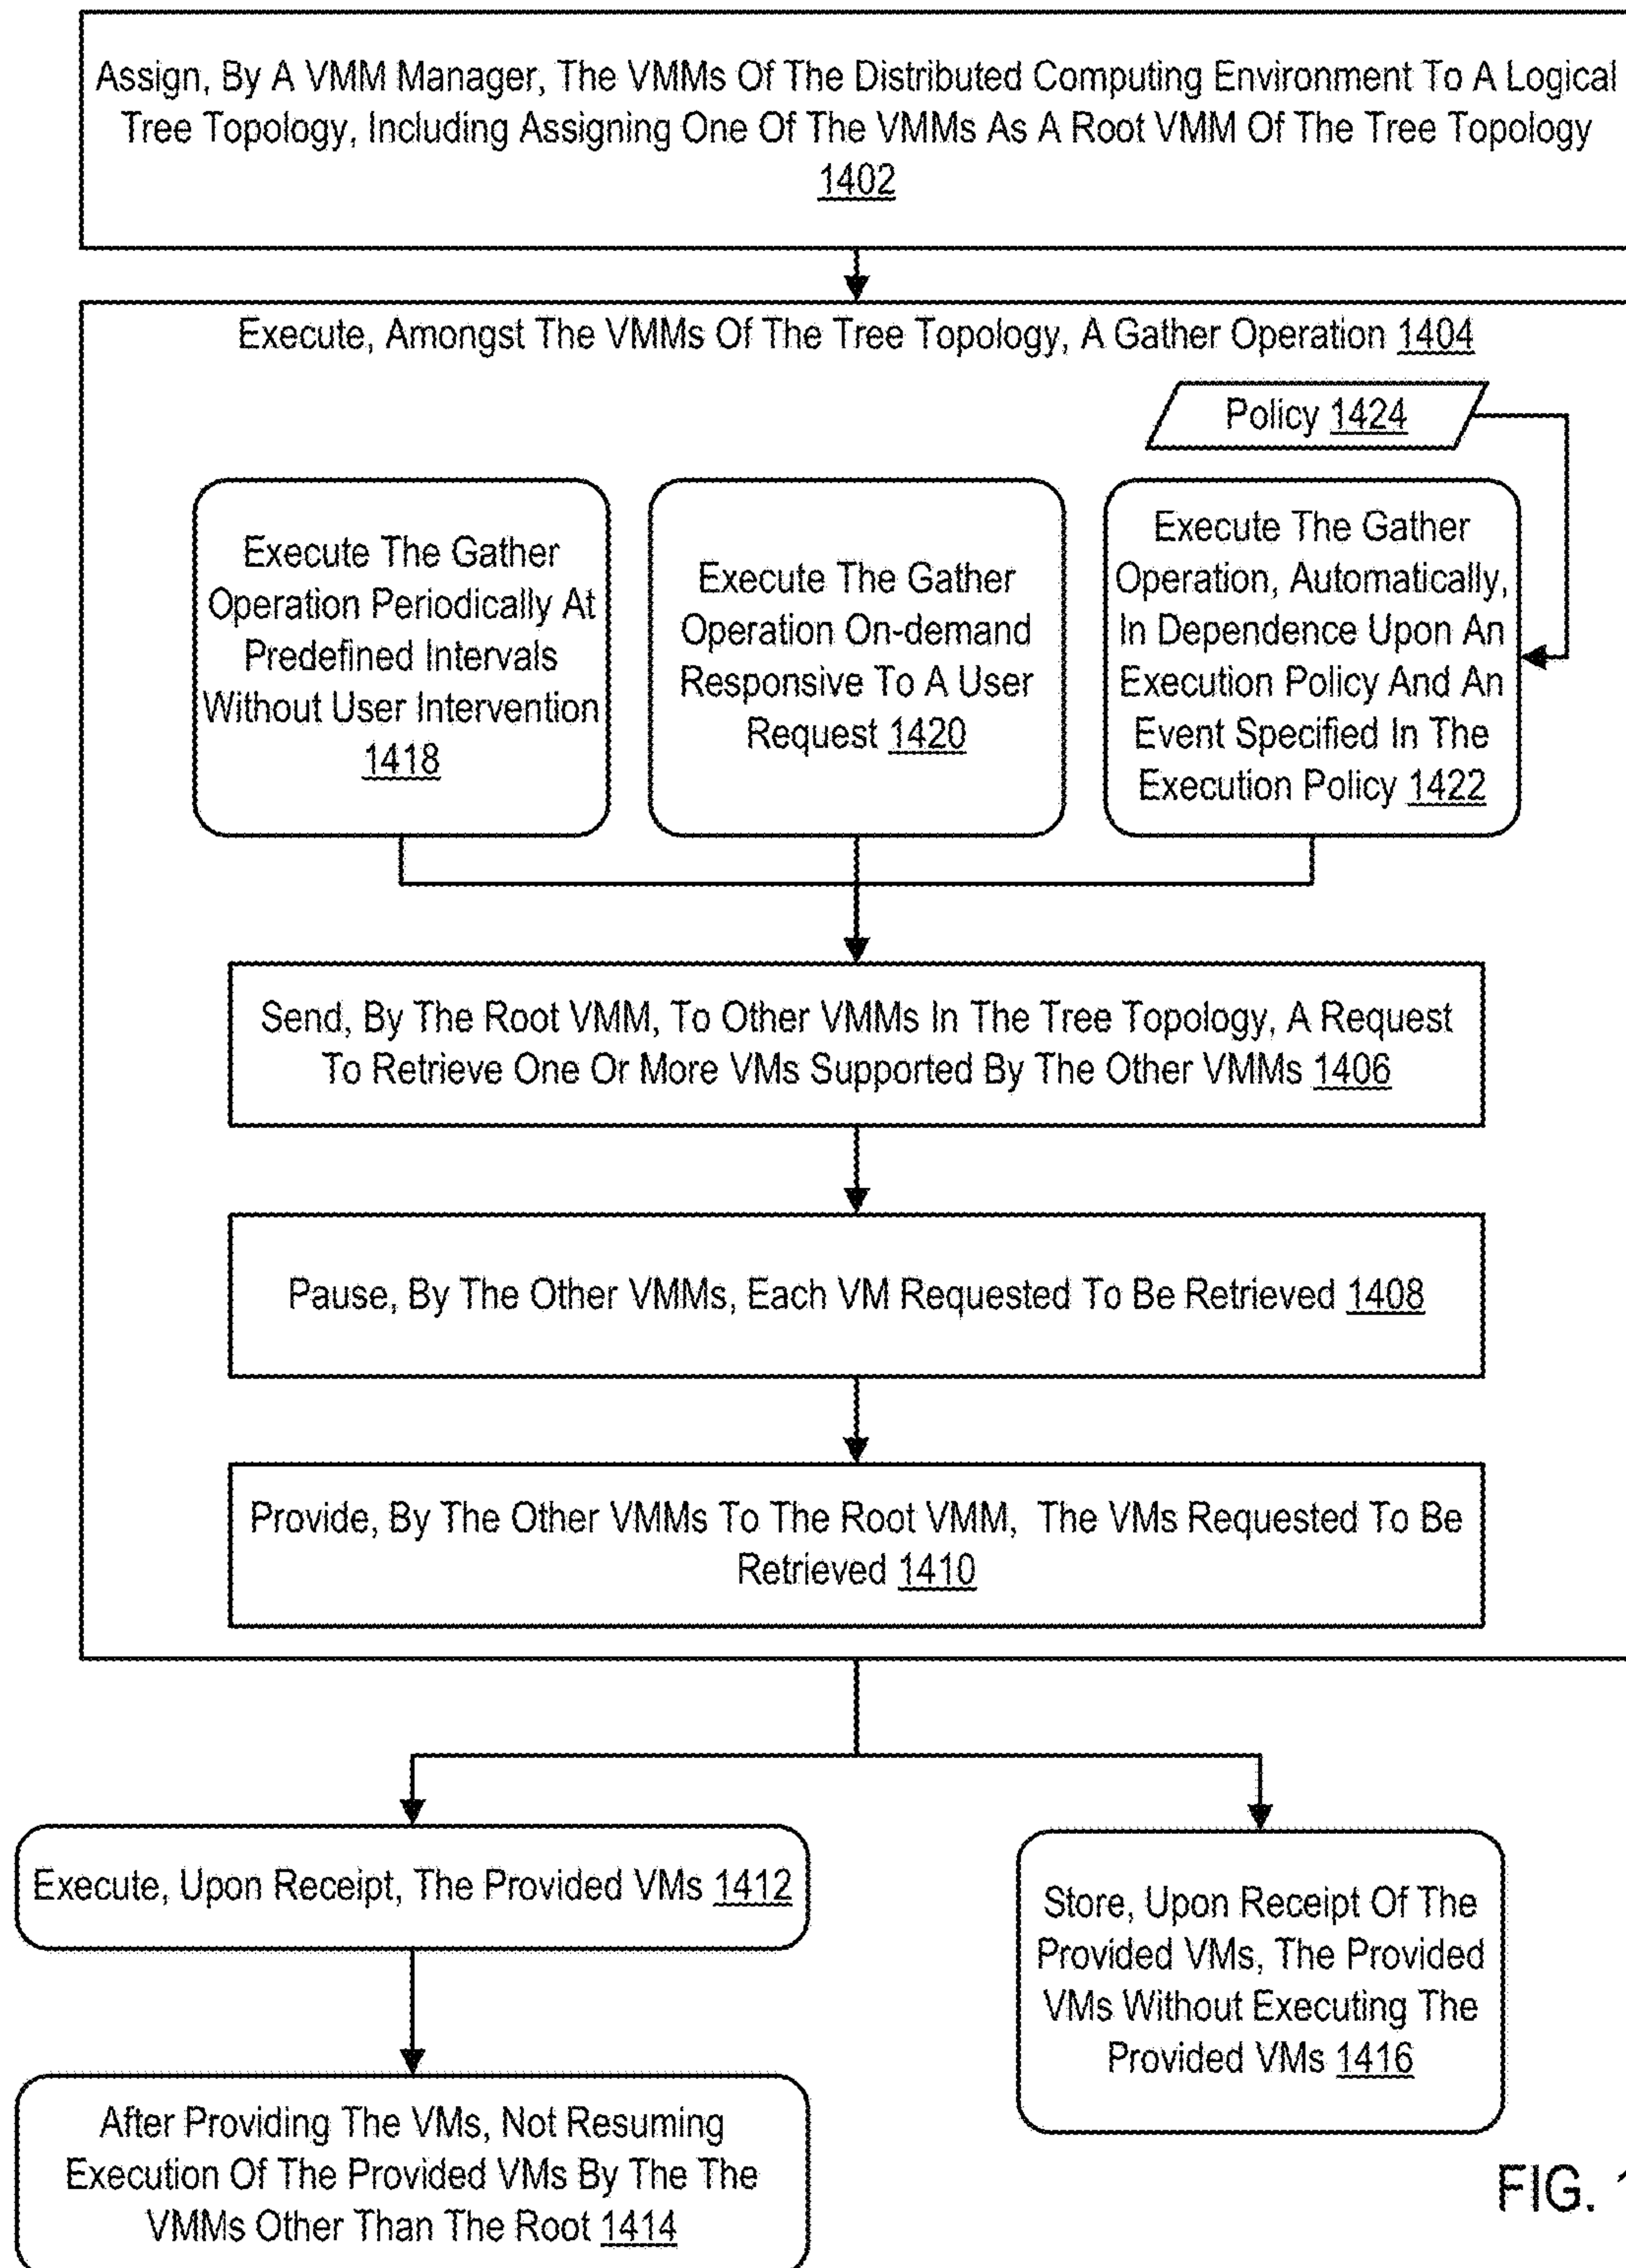 Assign, By A VMM Manager, The VMMs Of The Distributed Computing Environment To A Logical
Tree Topology, Including Assigning One Of The VMMs As A Root VMM Of The Tree Topology
1402
Execute, Amongst The VMMs Of The Tree Topology, A Gather Operation 1404
Policy 1424
Execute The Gather
Operation Periodically At
Predefined Intervals
Without User Intervention
1418
Execute The Gather
Operation On-demand
Responsive To A User
Request 1420
Execute The Gather
Operation, Automatically,
In Dependence Upon An
Execution Policy And An
Event Specified In The
Execution Policy 1422
Send, By The Root VMM, To Other VMMs In The Tree Topology, A Request
To Retrieve One Or More VMs Supported By The Other VMMs 1406
Pause, By The Other VMMs, Each VM Requested To Be Retrieved 1408
Provide, By The Other VMMs To The Root VMM, The VMs Requested To Be
Retrieved 1410
Execute, Upon Receipt, The Provided VMs 1412
After Providing The VMs, Not Resuming
Execution Of The Provided VMs By The The
VMMs Other Than The Root 1414
Store, Upon Receipt Of The
Provided VMs, The Provided
VMs Without Executing The
Provided VMs 1416
FIG.